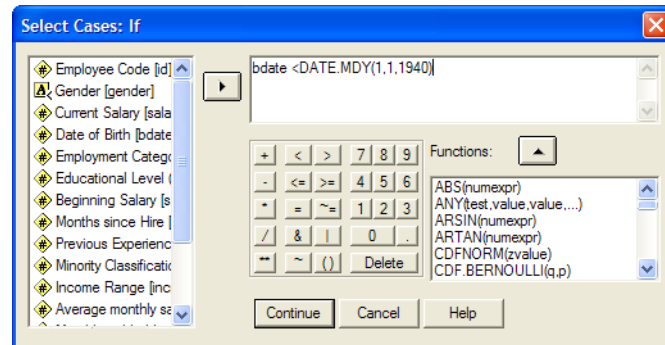 Select Cases: If
Employee Code [id]
Gender [gender]
Current Salary [sala
Date of Birth [bdate
Employment Catego
Educational Level (
Beginning Salary [s
Months since Hire [
Previous Experienc
Minority Classificatic
Income Range [inc
Average monthly sa
bdate <DATE.MDY(1,1,1940)
+ < > 7 8 9
- <= >= 4 5 6
* = ~= 1 2 3
/ & | 0 .
** ~ () Delete
Functions:
ABS(numexpr)
ANY(test,value,value,...)
ARSIN(numexpr)
ARTAN(numexpr)
CDFNORM(zvalue)
CDF.BERNOULLI(q,p)
Continue Cancel Help